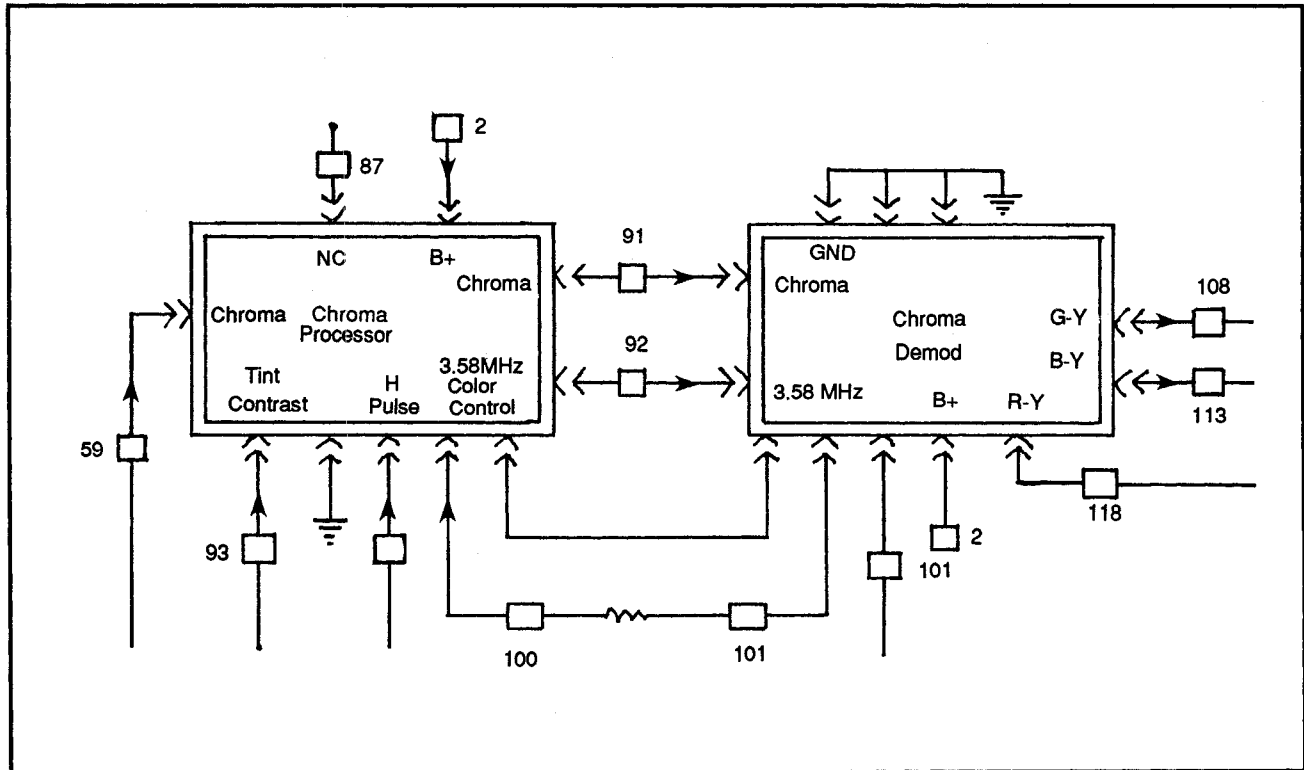 2
87
NC
B+
Chroma
Chroma
Chroma
Processor
Tint
Contrast
H
Pulse
3.58MHz
Color
Control
91
92
GND
Chroma
Chroma
Demod
G-Y
B-Y
3.58 MHz
B+
R-Y
108
113
59
93
118
2
101
100
101